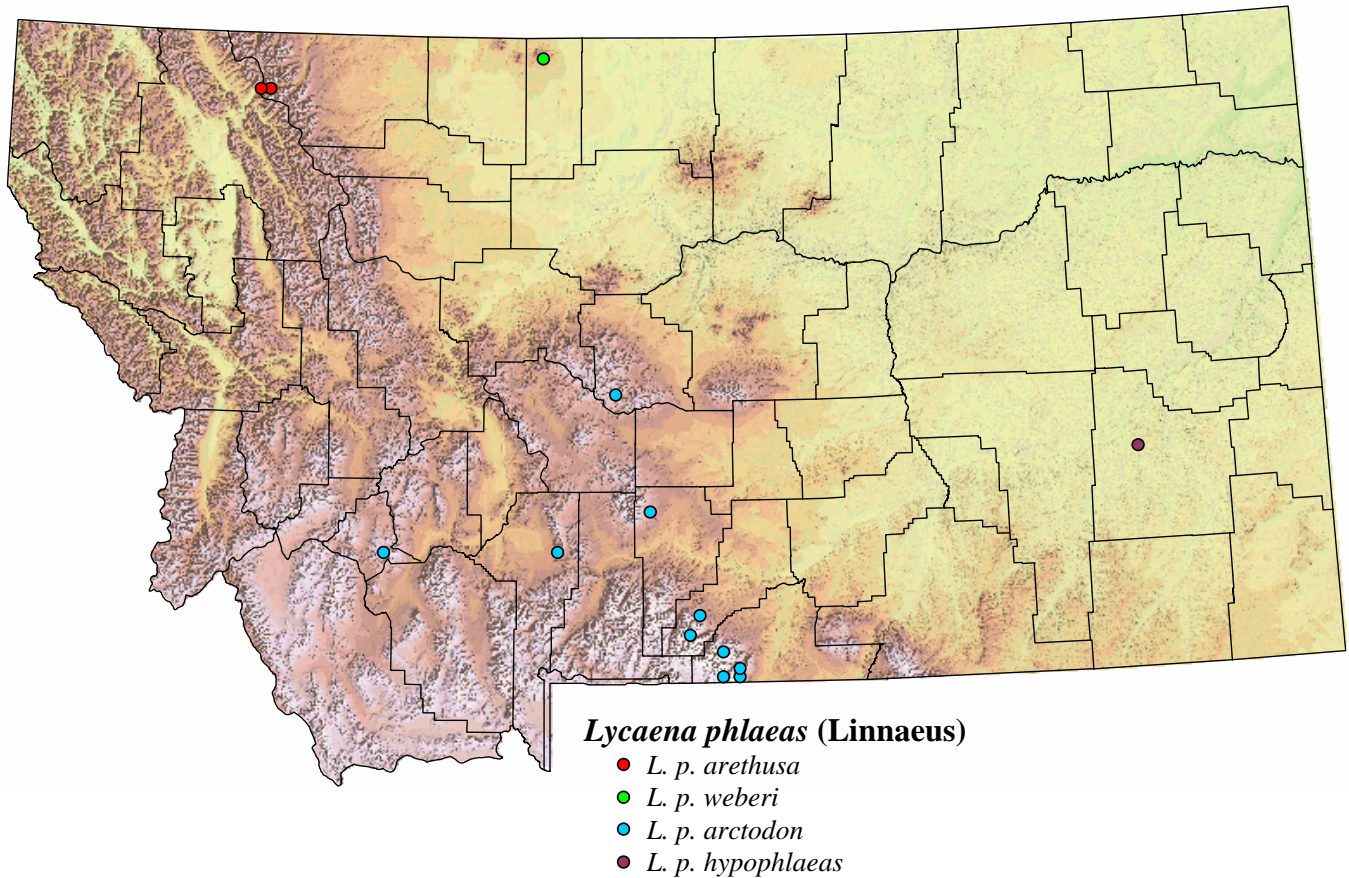 Lycaena phlaeas (Linnaeus)
L. p. arethusa
L. p. weberi
L. p. arctodon
L. p. hypophlaeas